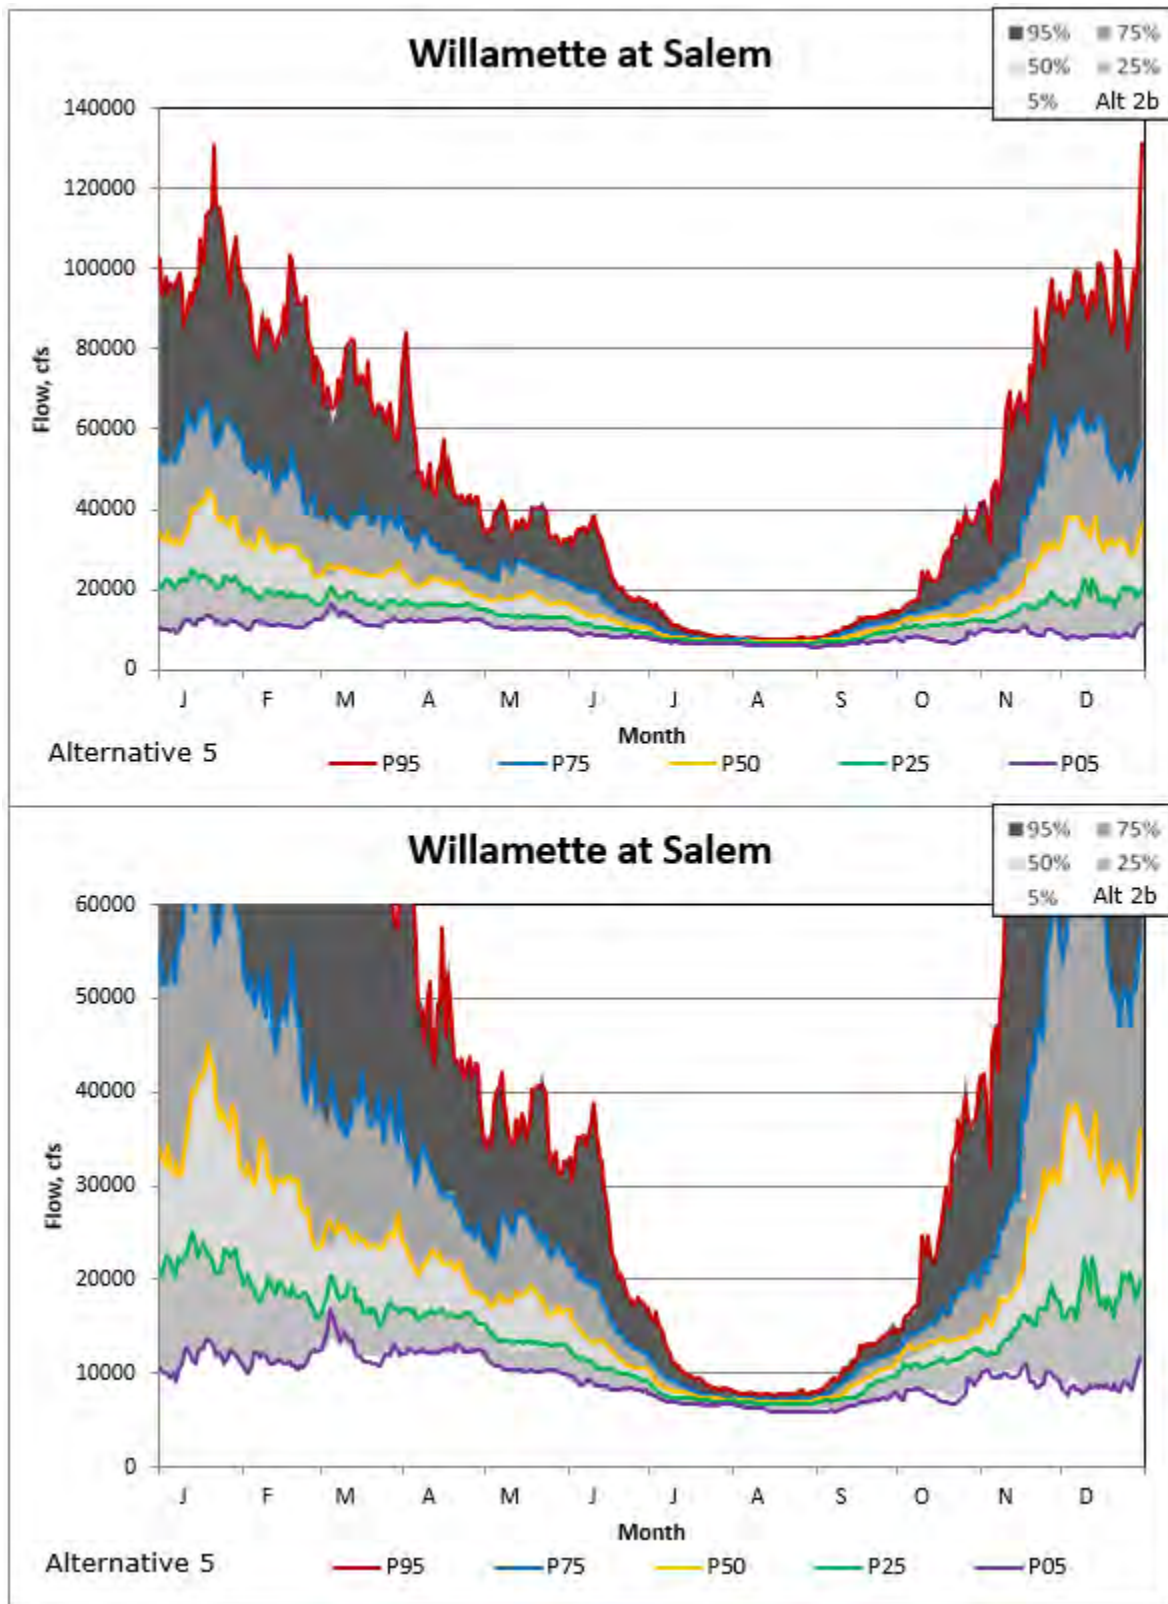 Willamette at Salem
95% 75%
50% 25%
5% Alt 2b
140000
120000
100000
80000
60000
40000
20000
0
Flow, cfs
J F M A M J J A S O N D
Month
Alternative 5
P95 P75 P50 P25 P05
Willamette at Salem
95% 75%
50% 25%
5% Alt 2b
60000
50000
40000
30000
20000
10000
0
Flow, cfs
J F M A M J J A S O N D
Month
Alternative 5
P95 P75 P50 P25 P05